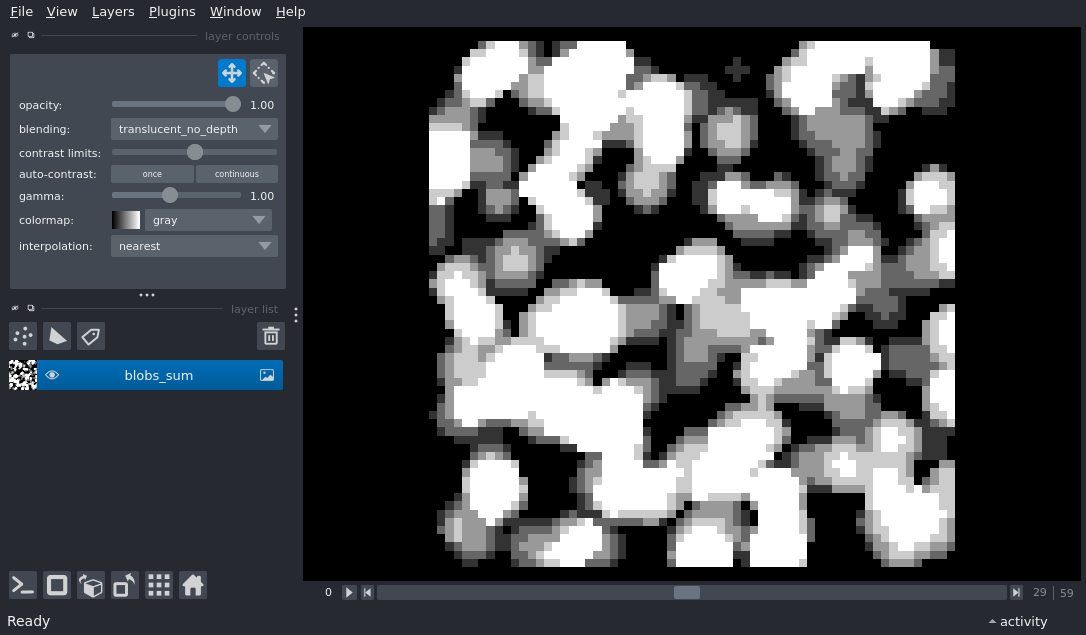 File View Layers Plugins Window Help
layer controls
opacity: 1.00
blending: translucent_no_depth
contrast limits:
auto-contrast: once continuous
gamma: 1.00
colormap: gray
interpolation: nearest
layer list
blobs_sum
0 29 59
Ready activity